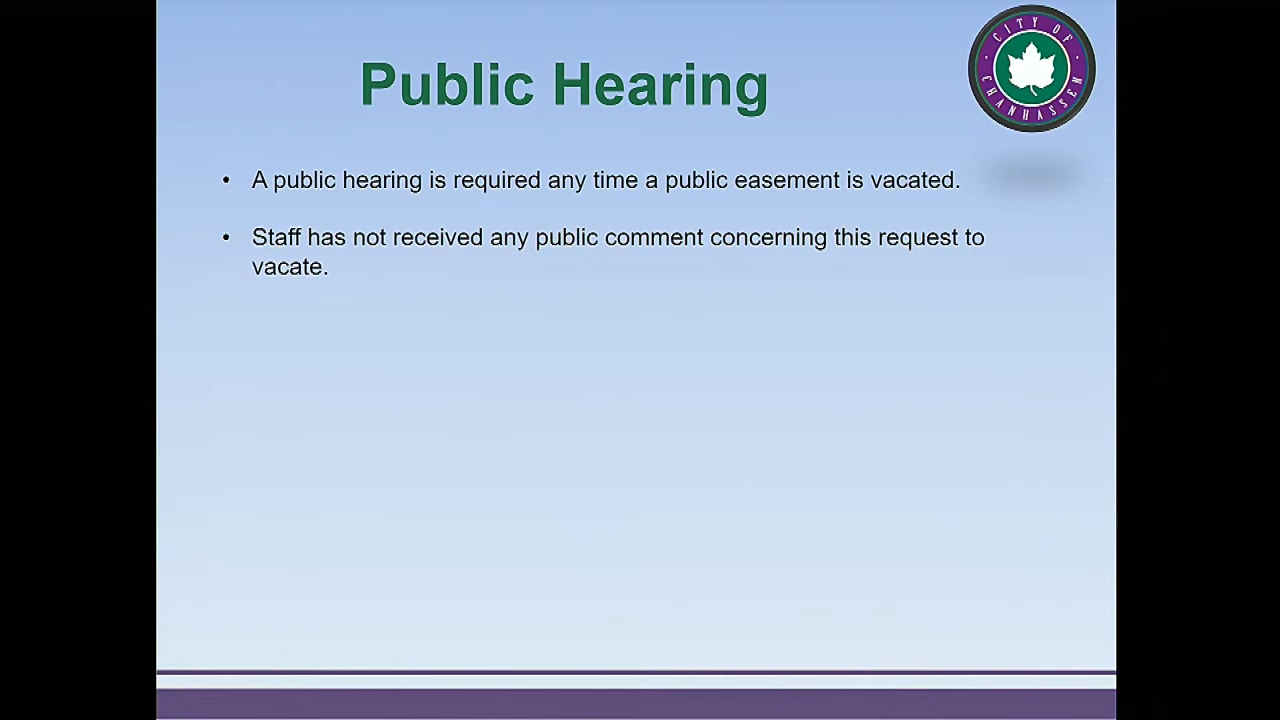 Public Hearing
CITY OF
CHANHASSEN
• A public hearing is required any time a public easement is vacated.
• Staff has not received any public comment concerning this request to
vacate.